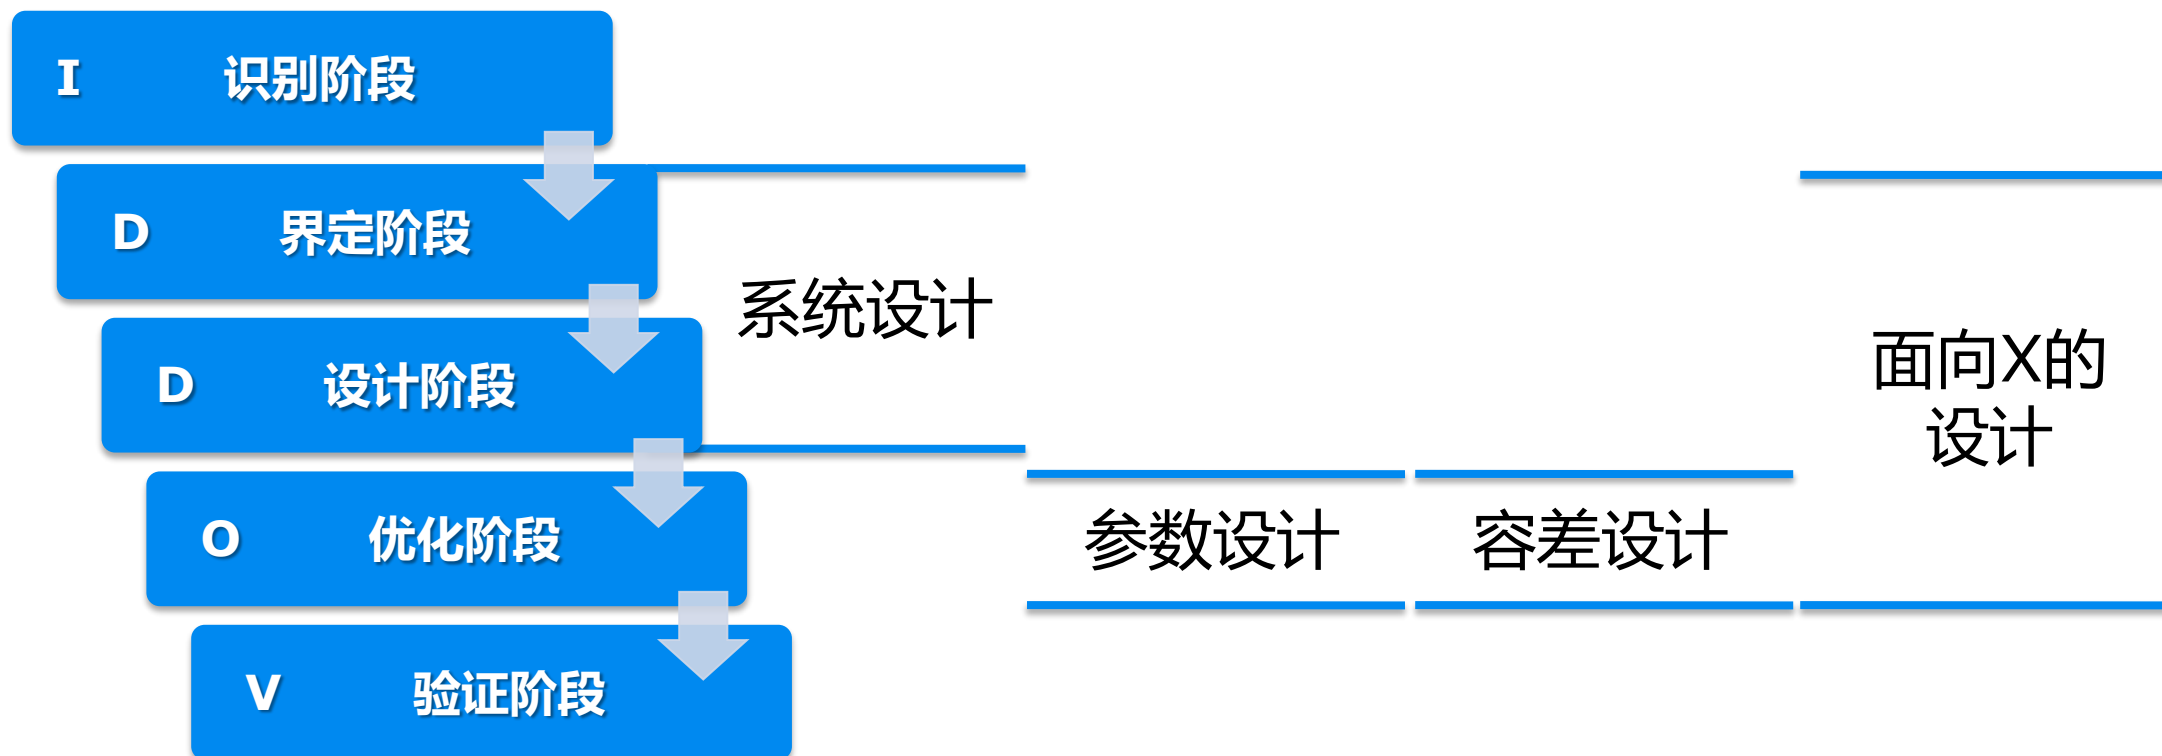 I 识别阶段
D 界定阶段
D 设计阶段
O 优化阶段
V 验证阶段
系统设计
参数设计
容差设计
面向X的
设计